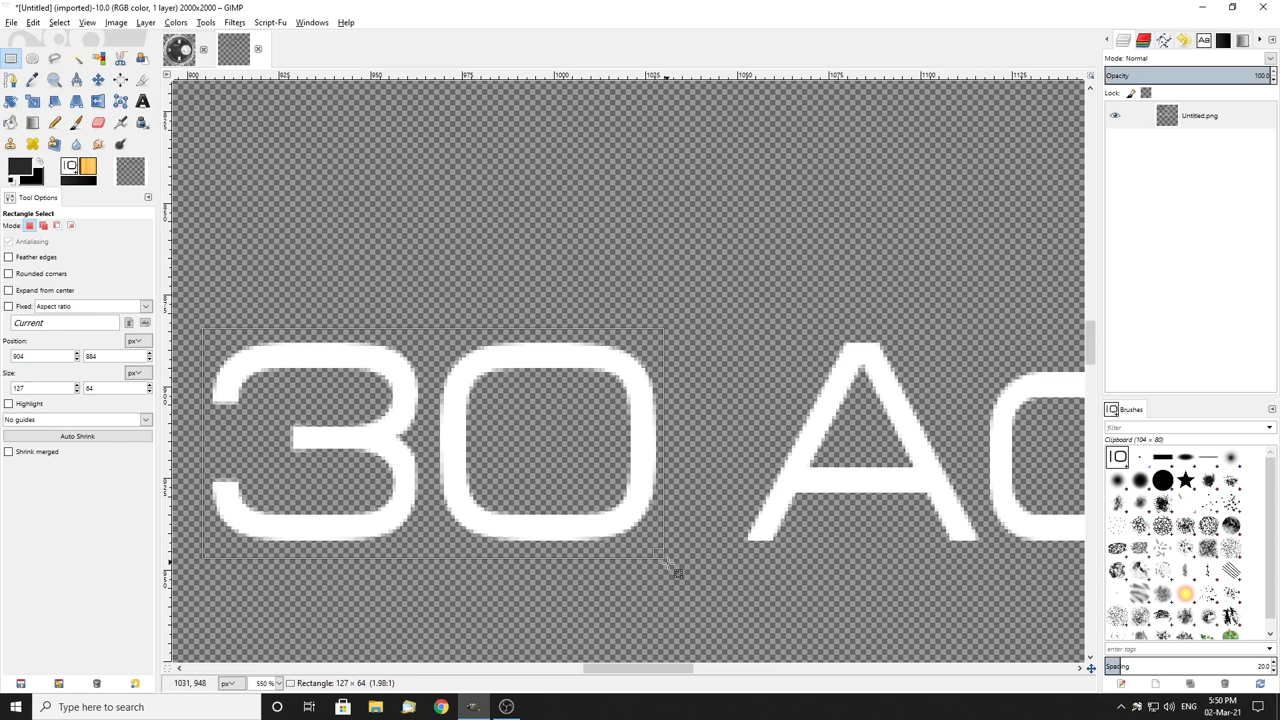 *[Untitled] (imported)-10.0 (RGB color, 1 layer) 2000x2000 – GIMP
File Edit Select View Image Layer Colors Tools Filters Script-Fu Windows Help
900 925 950 975 1000 1025 1050 1075 1100 1125
Tool Options
Rectangle Select
Mode:
Antialiasing
Feather edges
Rounded corners
Expand from center
Fixed: Aspect ratio
Current
Position: px
904 884
Size: px
127 64
Highlight
No guides
Auto Shrink
Shrink merged
30 A
1031, 948 px 550 % Rectangle: 127 × 64 (1.98:1)
Mode: Normal
Opacity 100.0
Lock:
Untitled.png
Brushes
filter
Clipboard (104 × 80)
enter tags
Spacing 20.0
Type here to search
5:50 PM
02-Mar-21